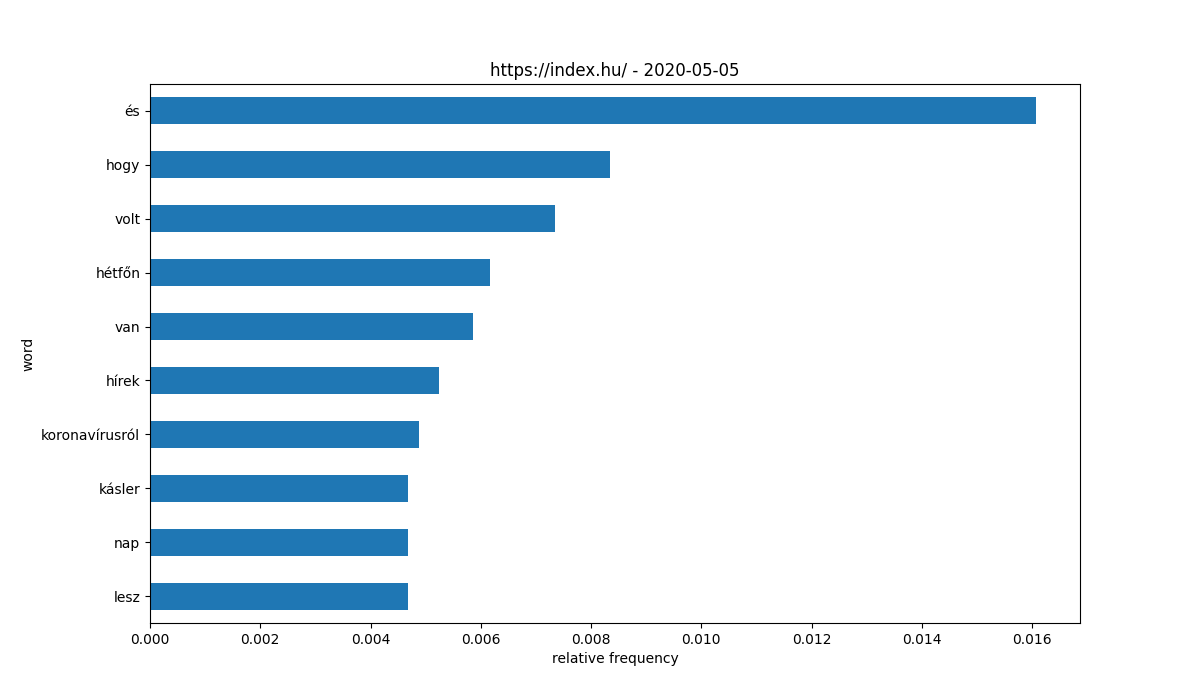 https://index.hu/ - 2020-05-05
és
hogy
volt
hétfőn
van
hírek
koronavírusról
kásler
nap
lesz
word
0.000 0.002 0.004 0.006 0.008 0.010 0.012 0.014 0.016
relative frequency